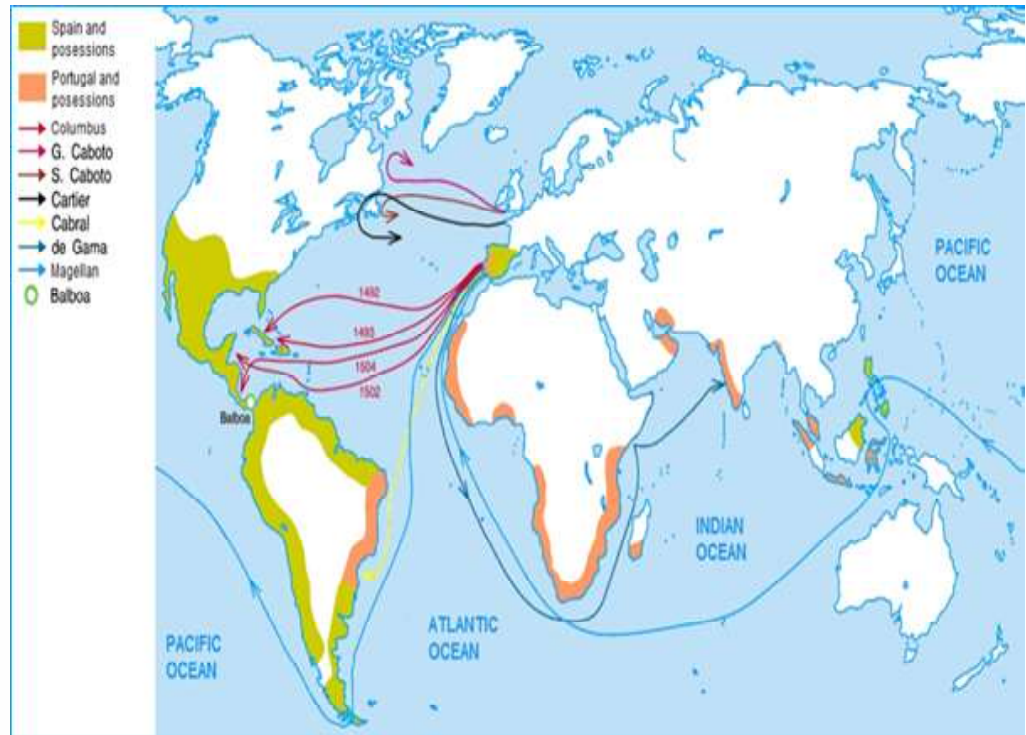 Spain and
posessions
Portugal and
posessions
Columbus
G. Caboto
S. Caboto
Cartier
Cabral
de Gama
Magellan
Balboa
1492
1493
1504
1502
Balboa
PACIFIC
OCEAN
INDIAN
OCEAN
ATLANTIC
OCEAN
PACIFIC
OCEAN